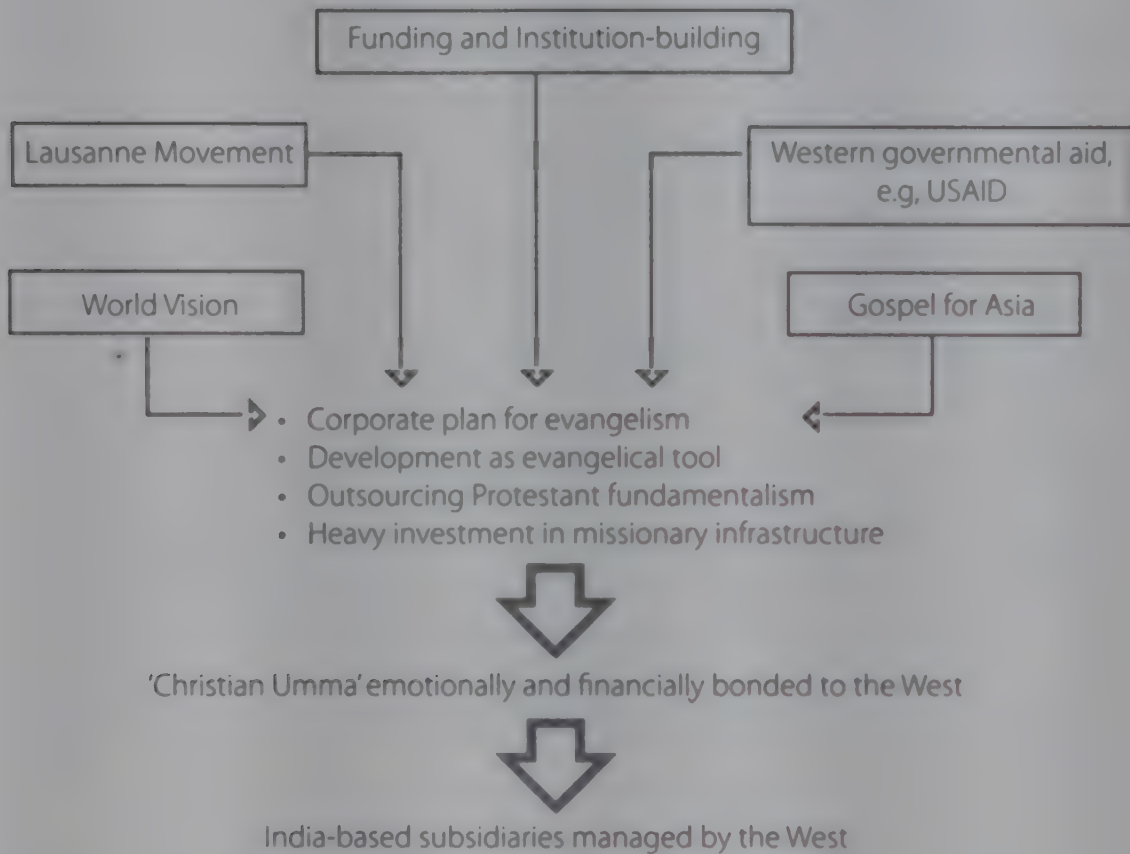 Funding and Institution-building
Lausanne Movement
Western governmental aid,
e.g, USAID
World Vision
Gospel for Asia
• Corporate plan for evangelism
• Development as evangelical tool
• Outsourcing Protestant fundamentalism
• Heavy investment in missionary infrastructure
'Christian Umma' emotionally and financially bonded to the West
India-based subsidiaries managed by the West